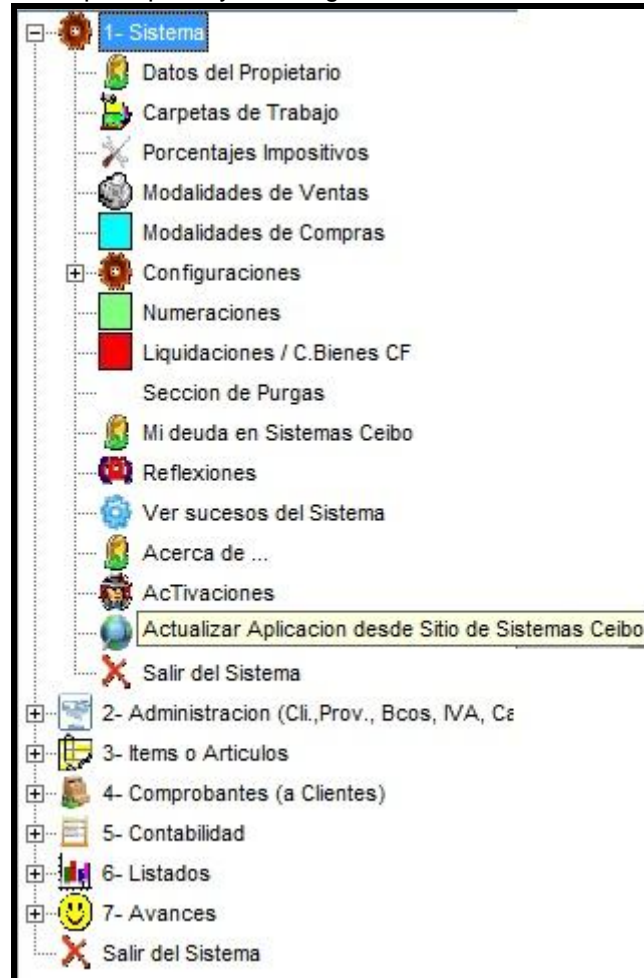 1- Sistema
Datos del Propietario
Carpetas de Trabajo
Porcentajes Impositivos
Modalidades de Ventas
Modalidades de Compras
Configuraciones
Numeraciones
Liquidaciones / C.Bienes CF
Seccion de Purgas
Mi deuda en Sistemas Ceibo
Reflexiones
Ver sucesos del Sistema
Acerca de ...
AcTivaciones
Actualizar Aplicacion desde Sitio de Sistemas Ceibo
Salir del Sistema
2- Administracion (Cli.,Prov., Bcos, IVA, Ca
3- Items o Articulos
4- Comprobantes (a Clientes)
5- Contabilidad
6- Listados
7- Avances
Salir del Sistema